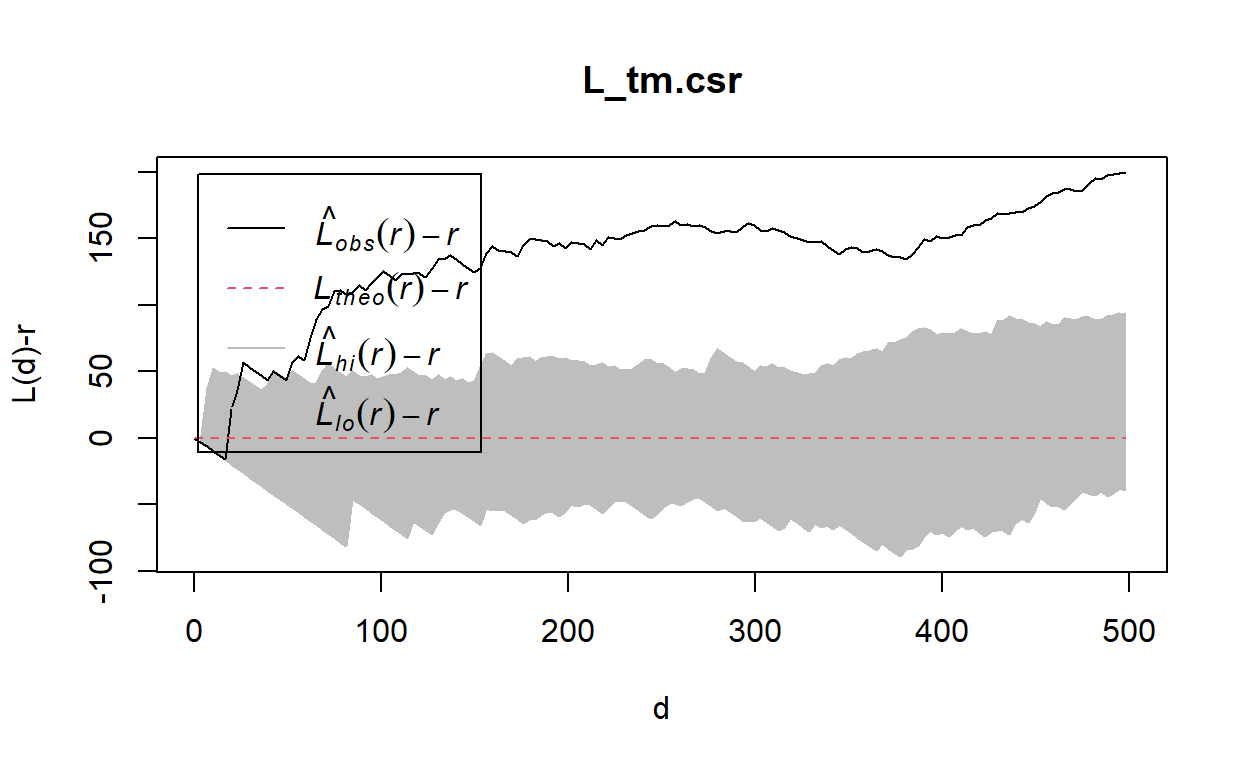 L_tm.csr
L̂obs(r) − r
Ltheo(r) − r
L̂hi(r) − r
L̂lo(r) − r
L(d)-r
150
50
0
-100
0 100 200 300 400 500
d